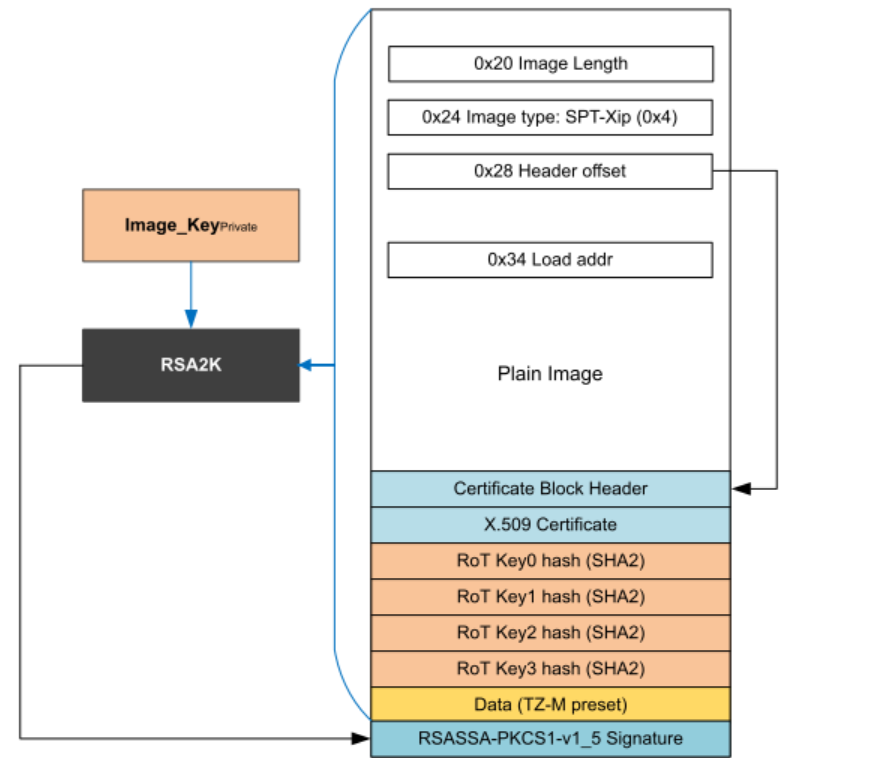 0x20 Image Length
0x24 Image type: SPT-Xip (0x4)
0x28 Header offset
Image_KeyPrivate
0x34 Load addr
RSA2K
Plain Image
Certificate Block Header
X.509 Certificate
RoT Key0 hash (SHA2)
RoT Key1 hash (SHA2)
RoT Key2 hash (SHA2)
RoT Key3 hash (SHA2)
Data (TZ-M preset)
RSASSA-PKCS1-v1_5 Signature